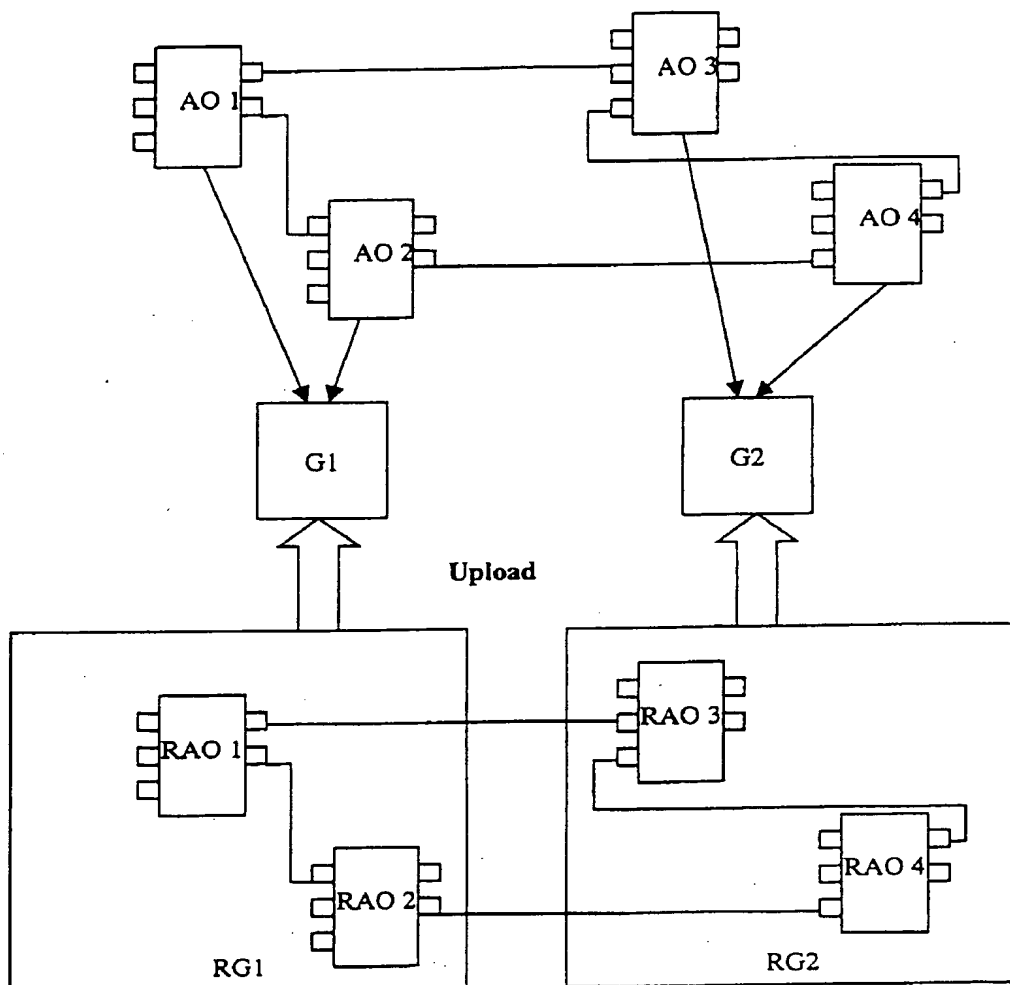 AO 1
AO 3
AO 2
AO 4
G1
G2
Upload
RAO 1
RAO 3
RAO 2
RAO 4
RG1
RG2